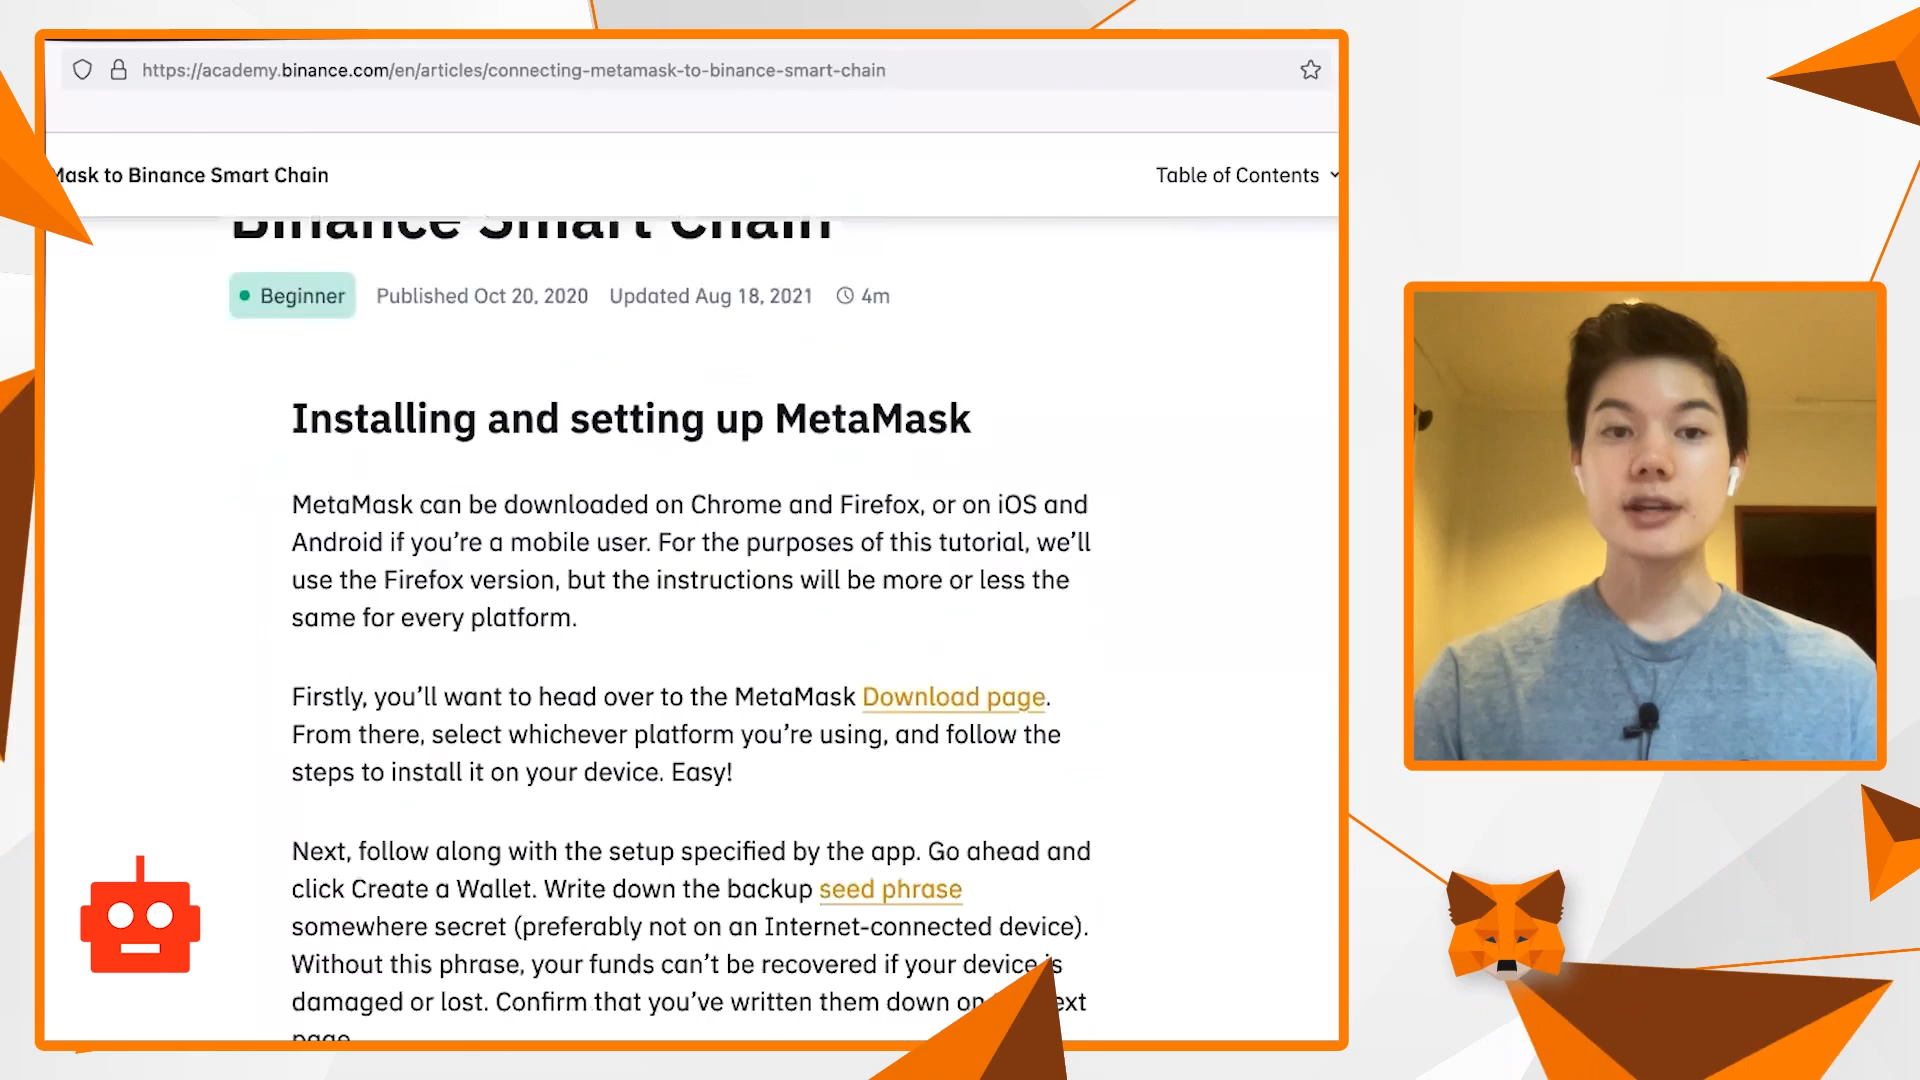 https://academy.binance.com/en/articles/connecting-metamask-to-binance-smart-chain
Mask to Binance Smart Chain
Table of Contents
Binance Smart Chain
Beginner Published Oct 20, 2020 Updated Aug 18, 2021 4m
Installing and setting up MetaMask
MetaMask can be downloaded on Chrome and Firefox, or on iOS and
Android if you’re a mobile user. For the purposes of this tutorial, we’ll
use the Firefox version, but the instructions will be more or less the
same for every platform.
Firstly, you’ll want to head over to the MetaMask Download page.
From there, select whichever platform you’re using, and follow the
steps to install it on your device. Easy!
Next, follow along with the setup specified by the app. Go ahead and
click Create a Wallet. Write down the backup seed phrase
somewhere secret (preferably not on an Internet-connected device).
Without this phrase, your funds can’t be recovered if your device is
damaged or lost. Confirm that you’ve written them down on ext
page